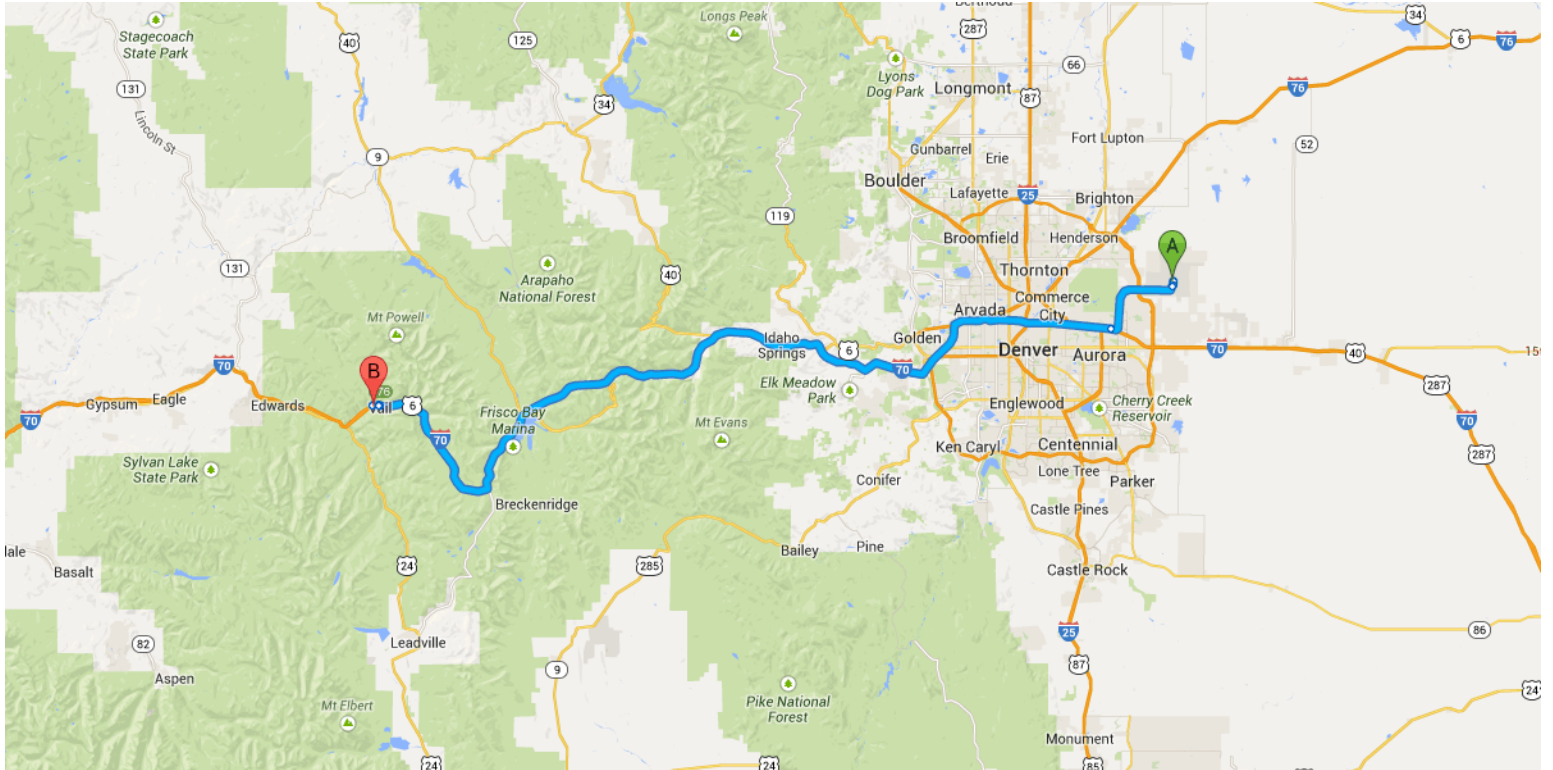 Stagecoach
State Park
40
125
Longs Peak
287
Berthoud
34
6
76
131
Lincoln St
34
Lyons
Dog Park
66
Longmont
87
76
9
Gunbarrel
Erie
Fort Lupton
52
Boulder
Lafayette
25
Brighton
119
Broomfield
Henderson
A
131
Arapaho
National Forest
40
Thornton
Commerce
City
Mt Powell
Arvada
Idaho
Springs
6
Golden
Denver
Aurora
70
40
B
70
70
Elk Meadow
Park
287
Gypsum
Eagle
Edwards
6
Frisco Bay
Marina
Englewood
Cherry Creek
Reservoir
70
70
70
Mt Evans
Ken Caryl
Centennial
287
Sylvan Lake
State Park
Lone Tree
Parker
Conifer
Breckenridge
Castle Pines
Bailey
Pine
24
285
Basalt
Castle Rock
82
Leadville
25
86
Aspen
9
87
Mt Elbert
Pike National
Forest
24
Monument
24
24
85